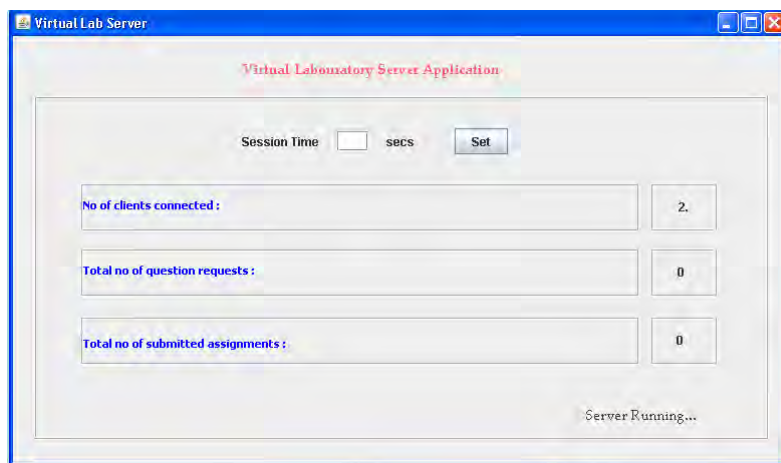 Virtual Lab Server
Virtual Laboratory Server Application
Session Time secs Set
No of clients connected : 2.
Total no of question requests : 0
Total no of submitted assignments : 0
Server Running...